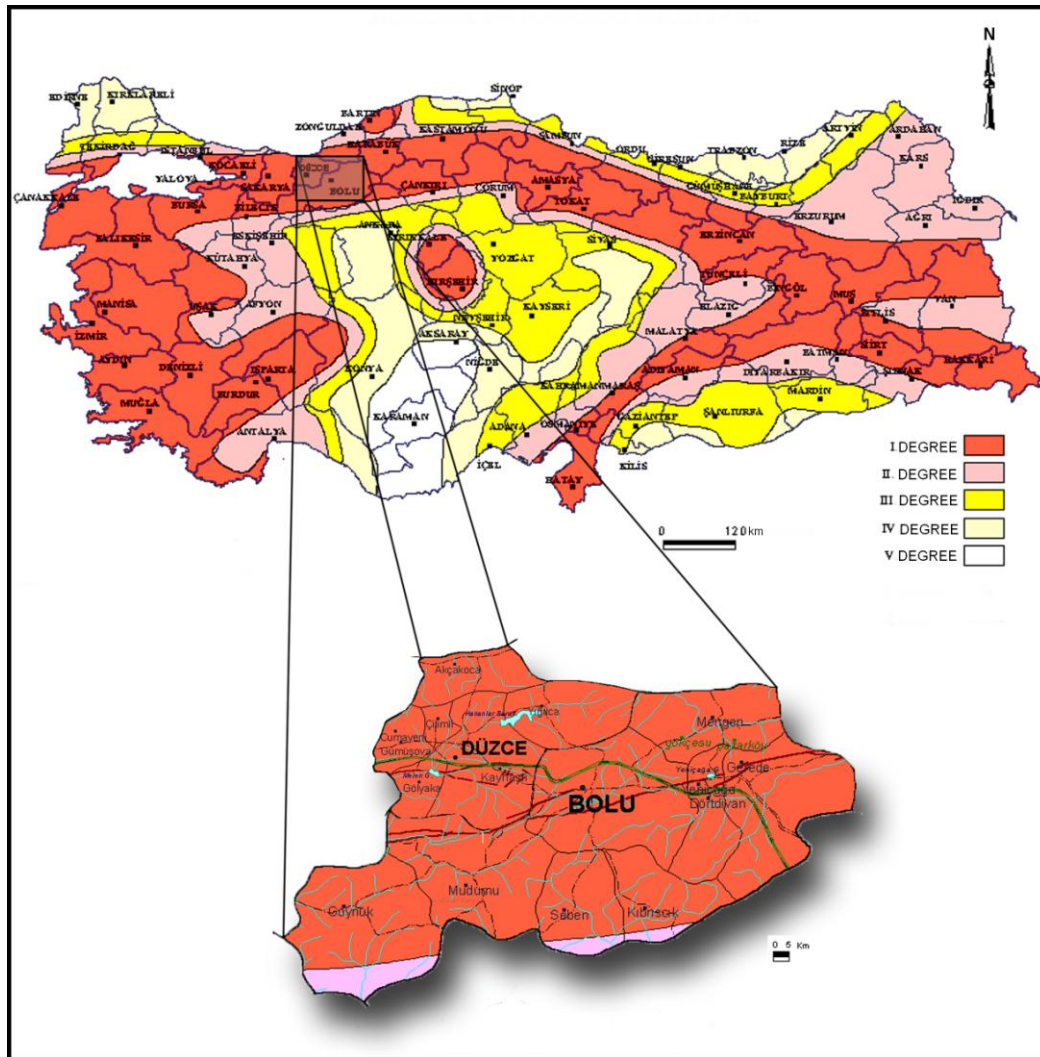 N
SİNOP
EDİRNE
KIRKLARELİ
BARTIN
ZONGULDAK
KASTAMONU
KARABÜK
SAMSUN
ORDU
GİRESUN
TRABZON
RİZE
ARTVİN
ARDAHAN
KARS
TEKİRDAĞ
İSTANBUL
KOCAELİ
YALOVA
SAKARYA
DÜZCE
BOLU
ÇANKIRI
ÇORUM
AMASYA
TOKAT
GÜMÜŞHANE
BAYBURT
ERZURUM
AĞRI
IĞDIR
ÇANAKKALE
BURSA
BİLECİK
ESKİŞEHİR
ANKARA
KIRIKKALE
YOZGAT
SİVAS
ERZİNCAN
TUNCELİ
BALIKESİR
KÜTAHYA
KIRŞEHİR
BİNGÖL
MUŞ
MANİSA
UŞAK
AFYON
NEVŞEHİR
KAYSERİ
ELAZIĞ
BİTLİS
VAN
İZMİR
AKSARAY
MALATYA
SİİRT
AYDIN
DENİZLİ
ISPARTA
KONYA
NİĞDE
KAHRAMANMARAŞ
ADIYAMAN
DİYARBAKIR
BATMAN
ŞIRNAK
HAKKARİ
BURDUR
MUĞLA
KARAMAN
GAZİANTEP
ŞANLIURFA
MARDİN
ANTALYA
ADANA
OSMANİYE
İÇEL
KİLİS
HATAY
I.DEGREE
II. DEGREE
III DEGREE
IV DEGREE
V DEGREE
0 120 km
Akçakoca
Yığılca
Çilimli
Mengen
Cumayeri
Gümüşova
DÜZCE
Gökçesu
Pazarköy
Kaynaşlı
Yeniçağa G.
Gerede
Melen G.
Gölyaka
BOLU
Yeniçağa
Dörtdivan
Mudurnu
Göynük
Seben
Kıbrıscık
0 5 Km